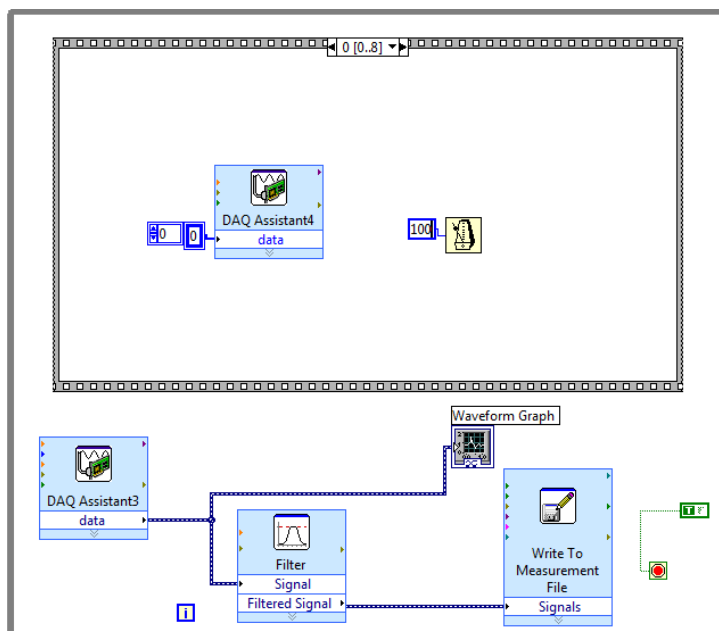 0 [0..8]
DAQ Assistant4
data
0
0
100
Waveform Graph
DAQ Assistant3
data
Filter
Signal
Filtered Signal
Write To
Measurement
File
Signals
i
T F